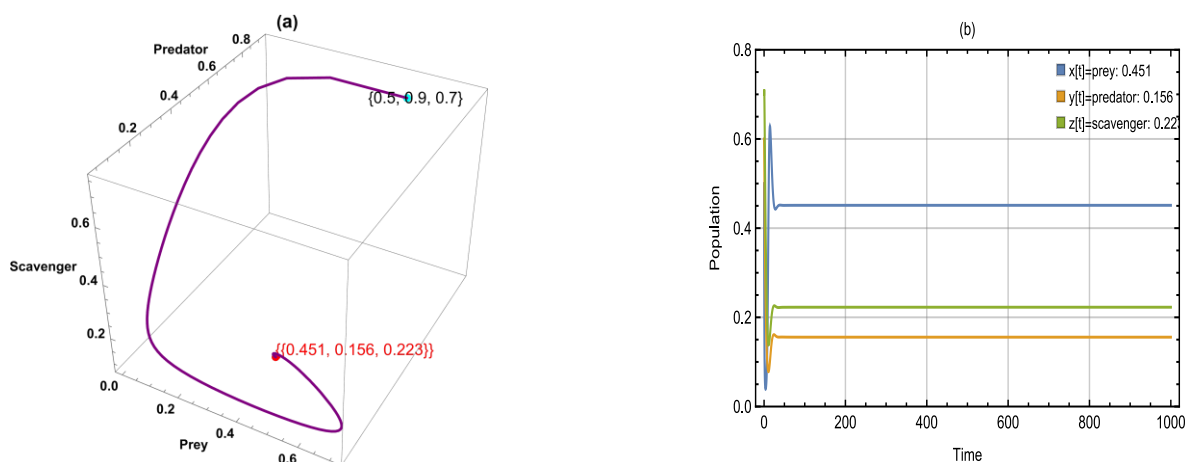 (a)
Predator
0.8
0.6
0.4
0.2
{0.5, 0.9, 0.7}
0.6
Scavenger
0.4
0.2
{{0.451, 0.156, 0.223}}
0.0
0.2
0.4
0.6
Prey
(b)
0.8
0.6
0.4
0.2
0.0
Population
x[t]=prey: 0.451
y[t]=predator: 0.156
z[t]=scavenger: 0.22
0
200
400
600
800
1000
Time